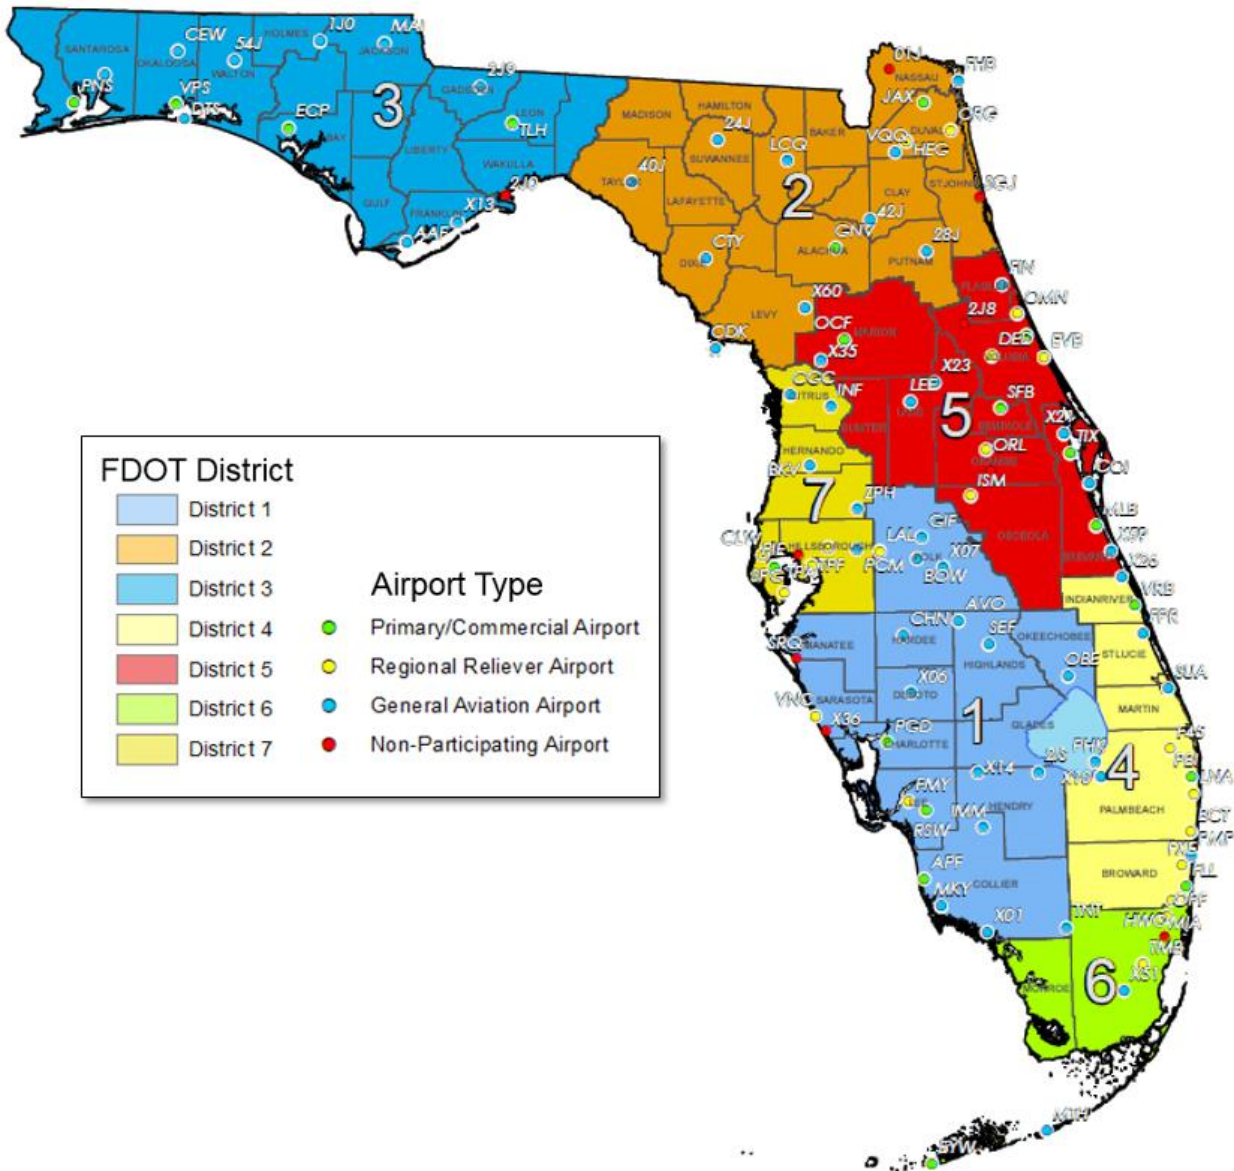 CEW
1J0
MAI
HOLMES
54J
SANTAROSA
OKALOOSA
WALTON
JACKSON
PNS
VPS
DTS
ECP
3
BAY
2J9
GADSDEN
LEON
TLH
LIBERTY
WAKULLA
2J0
GULF
FRANKLIN
X13
AAF
01J
FHB
NASSAU
JAX
CRG
DUVAL
VQQ
HEG
MADISON
HAMILTON
24J
BAKER
LCQ
SUWANNEE
40J
TAYLOR
2
CLAY
STJOHNS
SGJ
LAFAYETTE
42J
GNV
28J
CTY
ALACHUA
PUTNAM
DIXIE
FIN
FLAGLER
X60
LEVY
OMN
2J8
OCF
MARION
CDK
DED
EVB
X35
VOLUSIA
X23
CGC
LEE
CITRUS
INF
LAKE
SFB
5
X21
SUMTER
SEMINOLE
TIX
ORL
HERNANDO
ORANGE
BKV
COI
7
ISM
ZPH
MLB
GIF
OSCEOLA
CLW
LAL
HILLSBOROUGH
X07
X59
PIE
POLK
BREVARD
TPF
PCM
BOW
X26
SPG
TPA
INDIANRIVER
VRB
AVO
CHN
FPR
SRQ
MANATEE
HARDEE
SEF
OKEECHOBEE
STLUCIE
HIGHLANDS
OBE
X06
SUA
DESOTO
SARASOTA
MARTIN
VNC
X36
1
GLADES
PGD
F45
CHARLOTTE
PHK
PBI
X14
2IS
X10
4
LNA
FMY
LEE
HENDRY
PALMBEACH
IMM
BCT
RSW
PMP
FXE
APF
BROWARD
FLL
MKY
COLLIER
OPF
X01
TNT
HWO
MIA
TMB
6
X51
MONROE
MTH
EYW
FDOT District
District 1
District 2
District 3
District 4
District 5
District 6
District 7
Airport Type
Primary/Commercial Airport
Regional Reliever Airport
General Aviation Airport
Non-Participating Airport